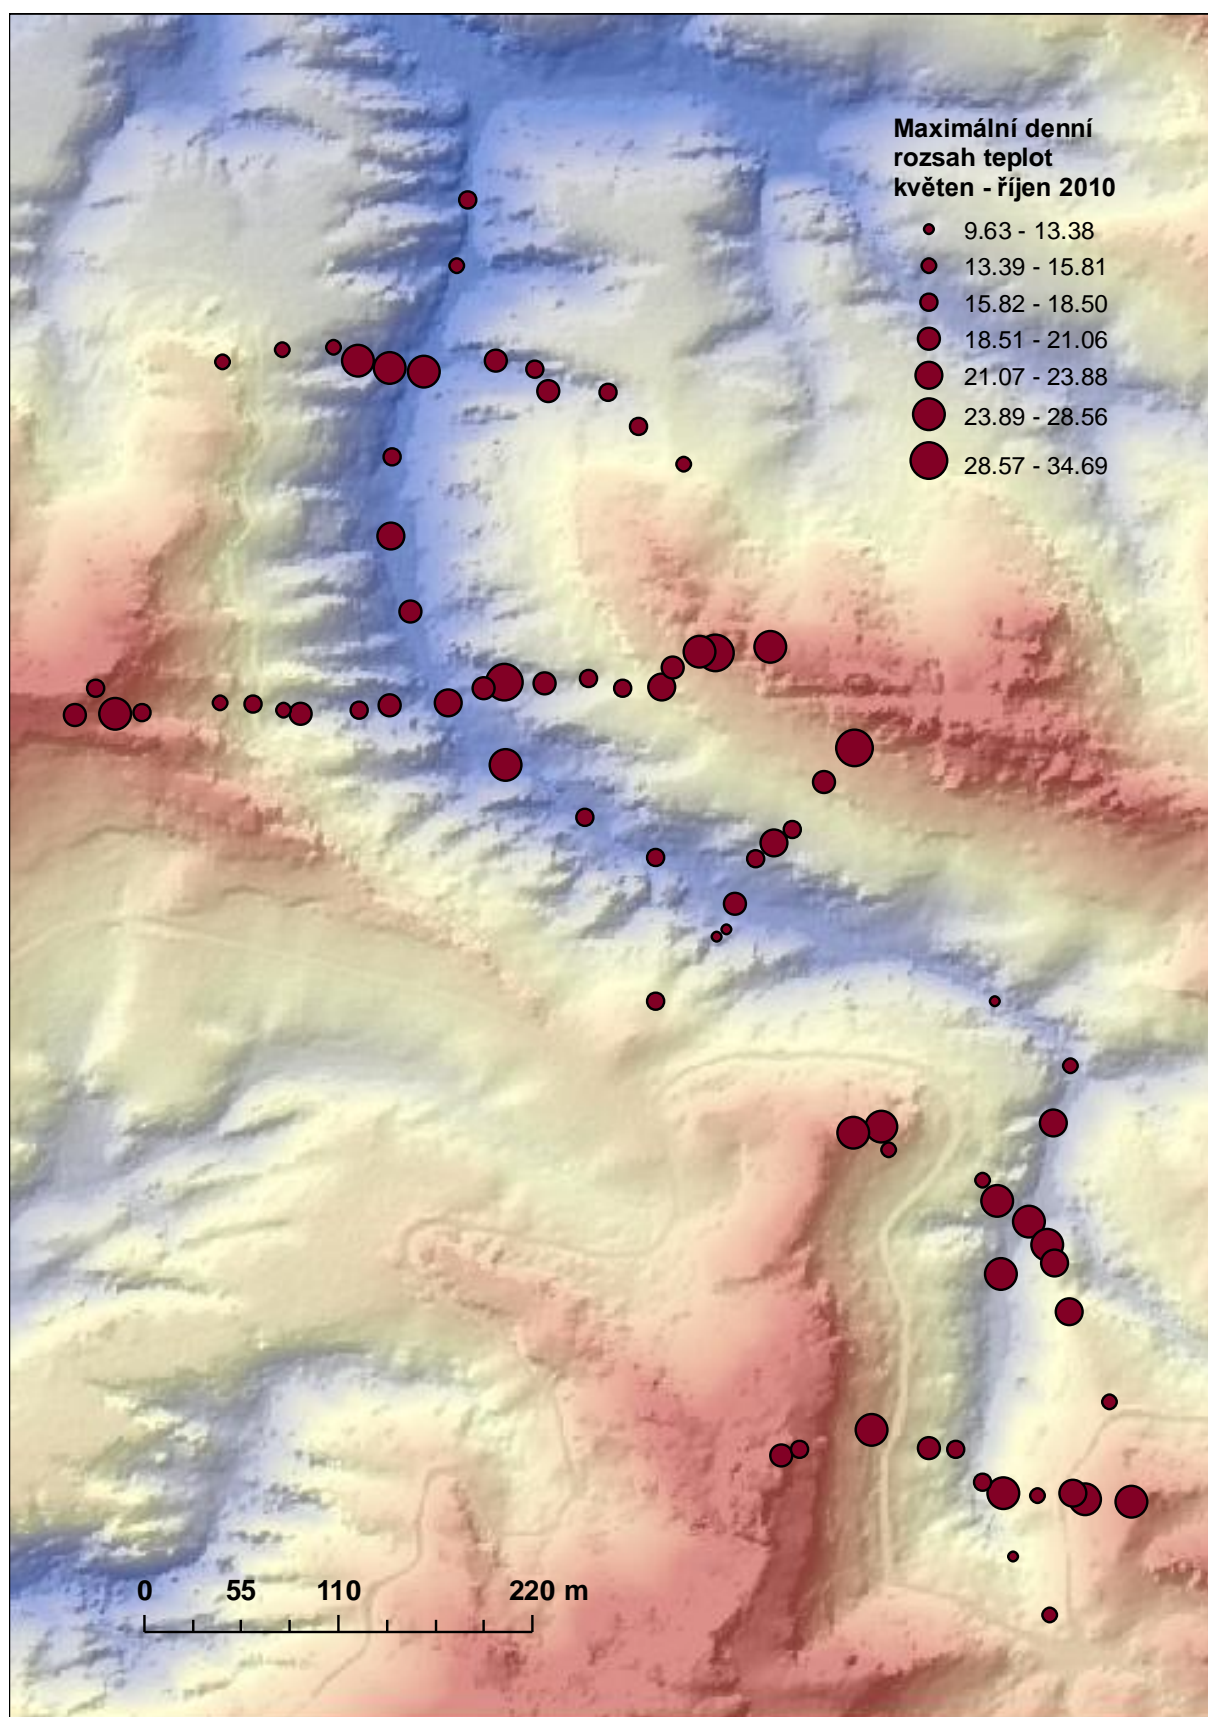 Maximální denní
rozsah teplot
květen - říjen 2010
9.63 - 13.38
13.39 - 15.81
15.82 - 18.50
18.51 - 21.06
21.07 - 23.88
23.89 - 28.56
28.57 - 34.69
0 55 110 220 m